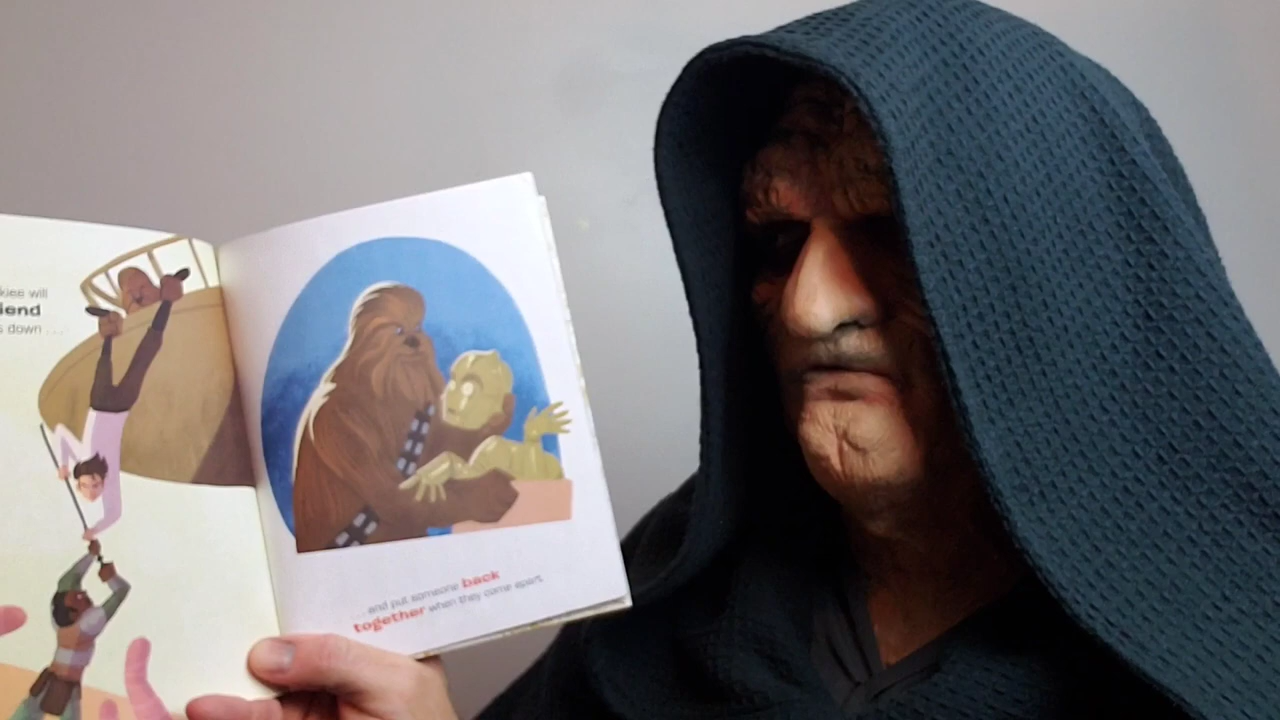 kiee will
iend
s down . . .
. . . and put someone back
together when they come apart.